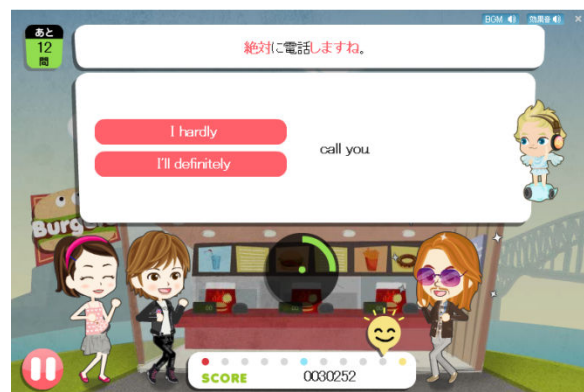 BGM 効果音 ×
あと
12
問
絶対に電話しますね。
I hardly
I'll definitely
call you
Burger
SCORE 0030252